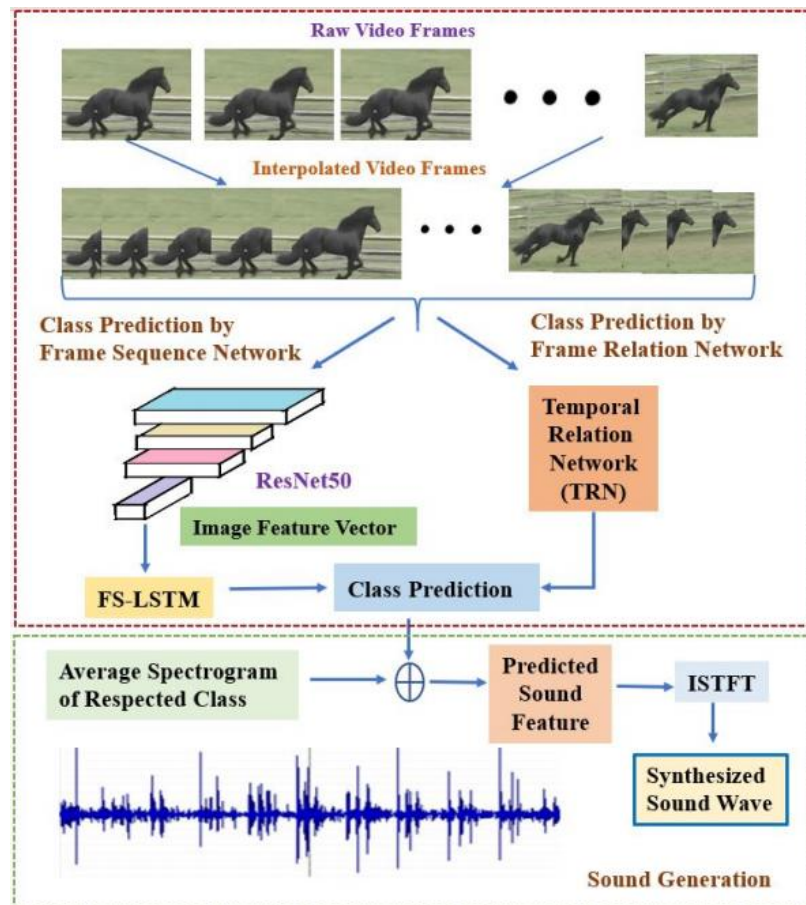 Raw Video Frames
Interpolated Video Frames
Class Prediction by
Frame Sequence Network
Class Prediction by
Frame Relation Network
ResNet50
Image Feature Vector
Temporal
Relation
Network
(TRN)
FS-LSTM
Class Prediction
Average Spectrogram
of Respected Class
Predicted
Sound
Feature
ISTFT
Synthesized
Sound Wave
Sound Generation